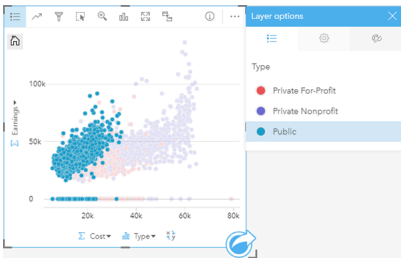 Layer options
Type
Private For-Profit
Private Nonprofit
Public
Earnings
100k
50k
0
20k
40k
60k
80k
Σ Cost
Type